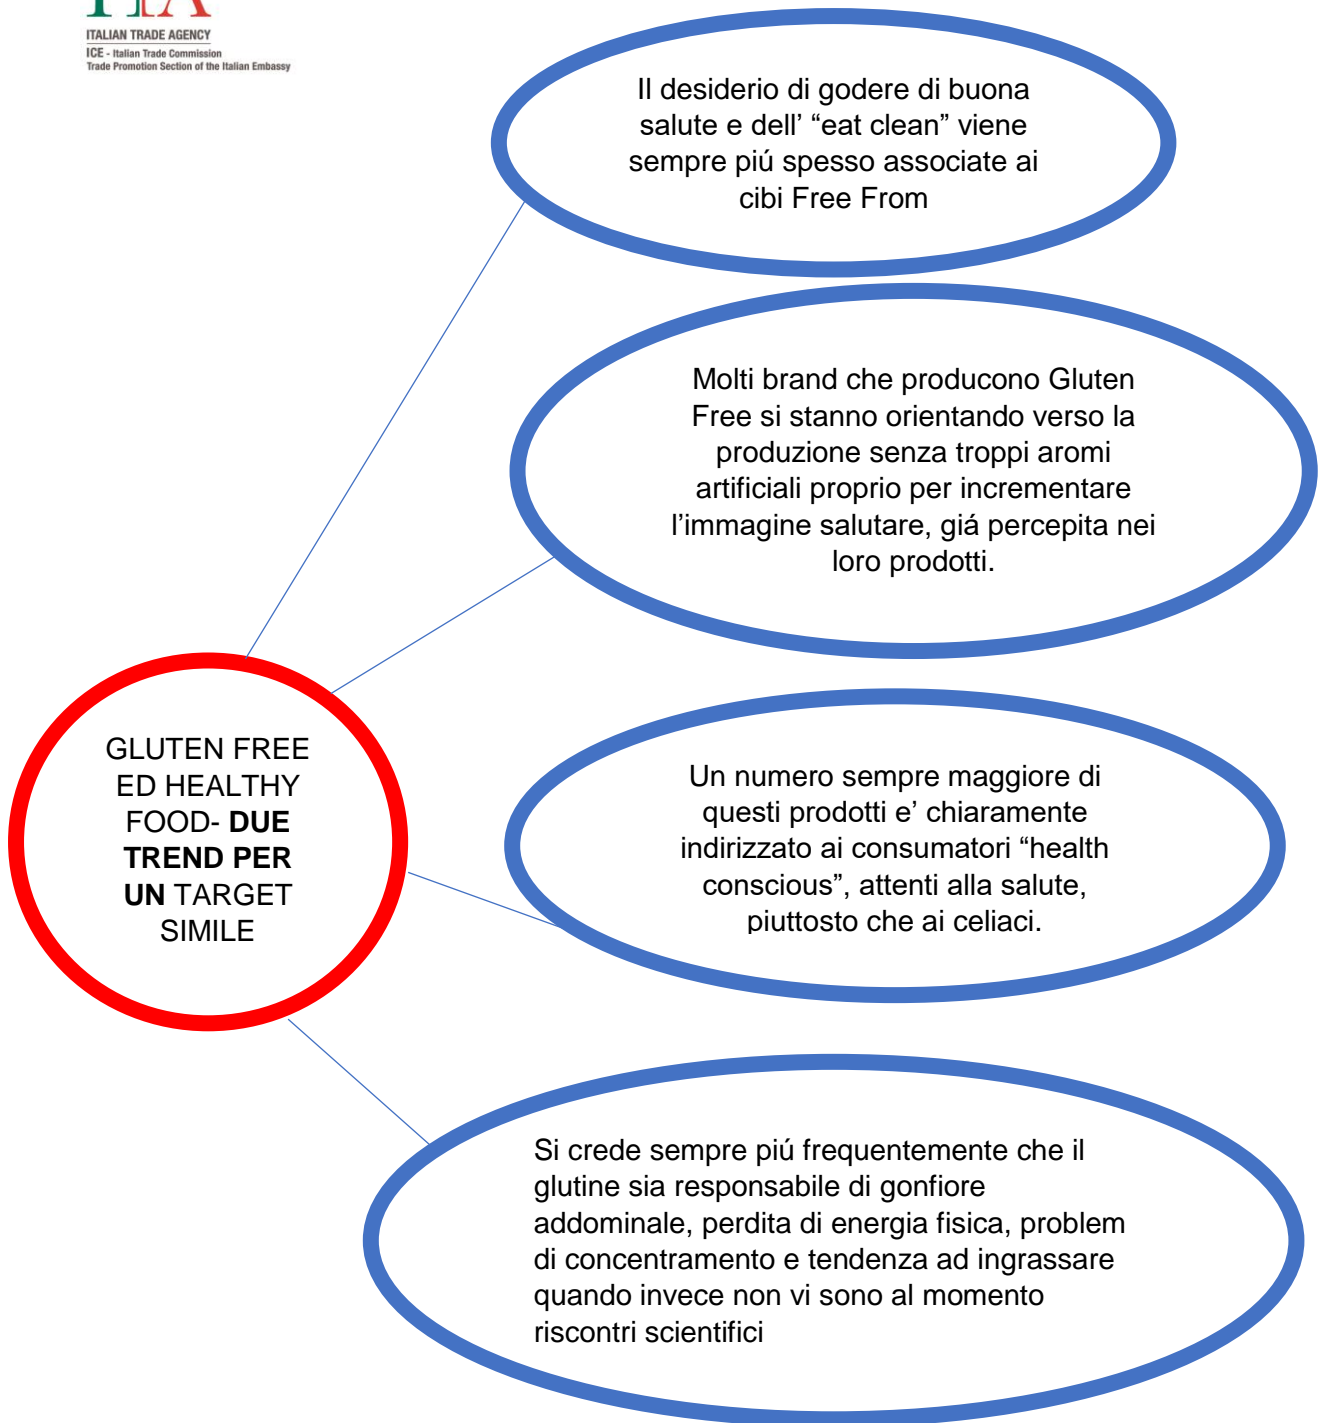 ITA
ITALIAN TRADE AGENCY
ICE - Italian Trade Commission
Trade Promotion Section of the Italian Embassy
Il desiderio di godere di buona
salute e dell’ “eat clean” viene
sempre piú spesso associate ai
cibi Free From
Molti brand che producono Gluten
Free si stanno orientando verso la
produzione senza troppi aromi
artificiali proprio per incrementare
l’immagine salutare, giá percepita nei
loro prodotti.
GLUTEN FREE
ED HEALTHY
FOOD- DUE
TREND PER
UN TARGET
SIMILE
Un numero sempre maggiore di
questi prodotti e’ chiaramente
indirizzato ai consumatori “health
conscious”, attenti alla salute,
piuttosto che ai celiaci.
Si crede sempre piú frequentemente che il
glutine sia responsabile di gonfiore
addominale, perdita di energia fisica, problem
di concentramento e tendenza ad ingrassare
quando invece non vi sono al momento
riscontri scientifici